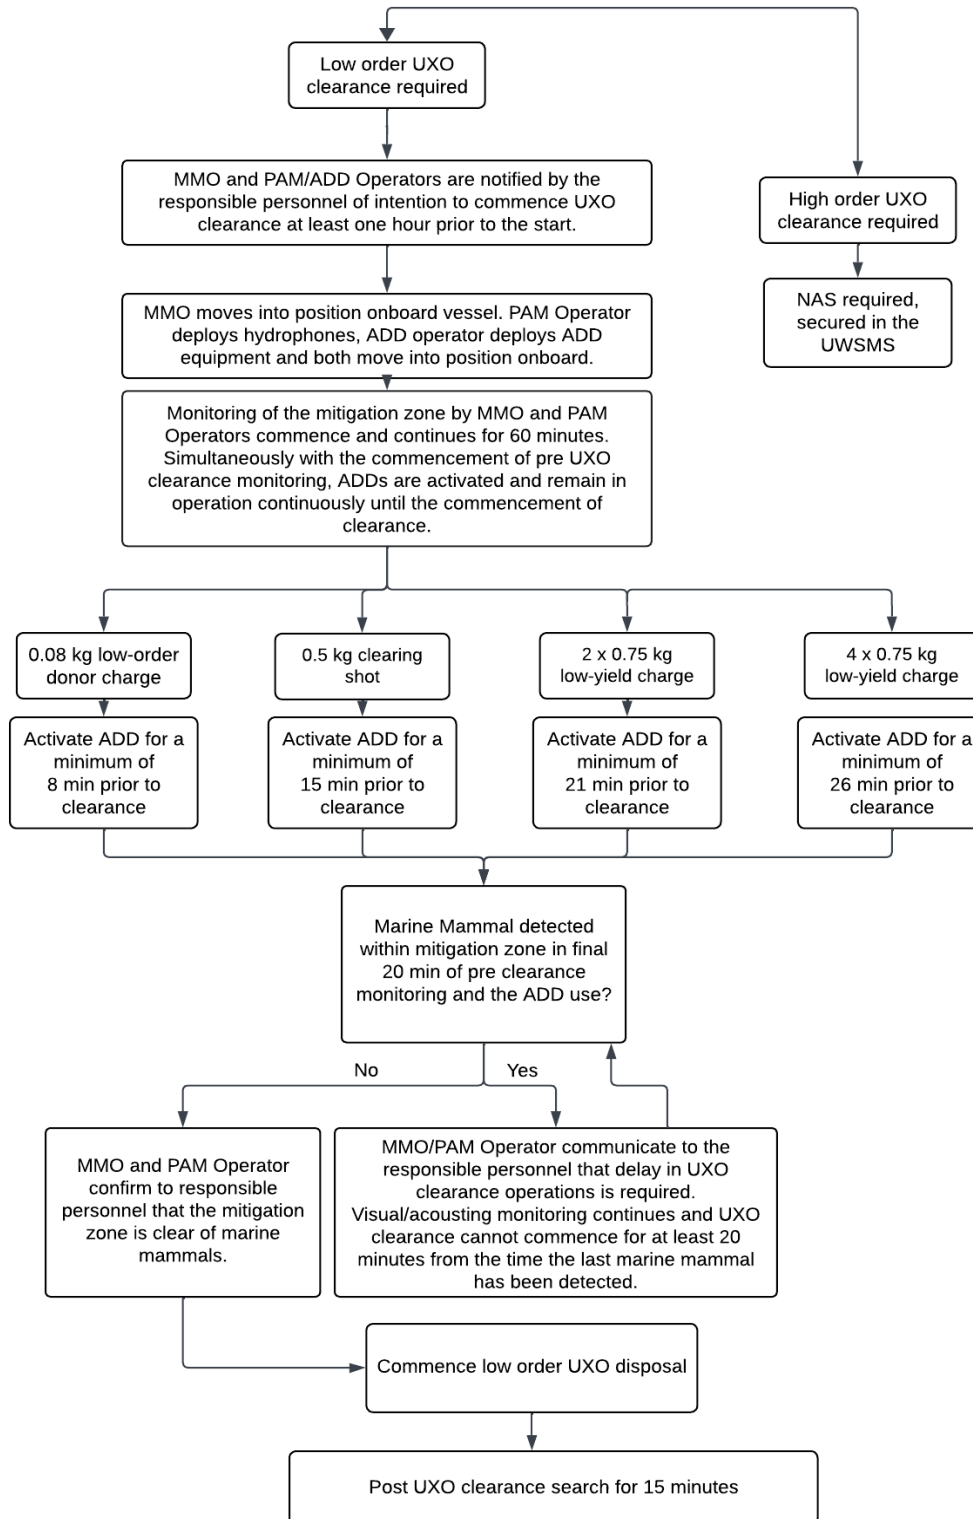 Low order UXO
clearance required
MMO and PAM/ADD Operators are notified by the
responsible personnel of intention to commence UXO
clearance at least one hour prior to the start.
High order UXO
clearance required
MMO moves into position onboard vessel. PAM Operator
deploys hydrophones, ADD operator deploys ADD
equipment and both move into position onboard.
NAS required,
secured in the
UWSMS
Monitoring of the mitigation zone by MMO and PAM
Operators commence and continues for 60 minutes.
Simultaneously with the commencement of pre UXO
clearance monitoring, ADDs are activated and remain in
operation continuously until the commencement of
clearance.
0.08 kg low-order
donor charge
0.5 kg clearing
shot
2 x 0.75 kg
low-yield charge
4 x 0.75 kg
low-yield charge
Activate ADD for a
minimum of
8 min prior to
clearance
Activate ADD for a
minimum of
15 min prior to
clearance
Activate ADD for a
minimum of
21 min prior to
clearance
Activate ADD for a
minimum of
26 min prior to
clearance
Marine Mammal detected
within mitigation zone in final
20 min of pre clearance
monitoring and the ADD use?
No
Yes
MMO and PAM Operator
confirm to responsible
personnel that the mitigation
zone is clear of marine
mammals.
MMO/PAM Operator communicate to the
responsible personnel that delay in UXO
clearance operations is required.
Visual/acousting monitoring continues and UXO
clearance cannot commence for at least 20
minutes from the time the last marine mammal
has been detected.
Commence low order UXO disposal
Post UXO clearance search for 15 minutes